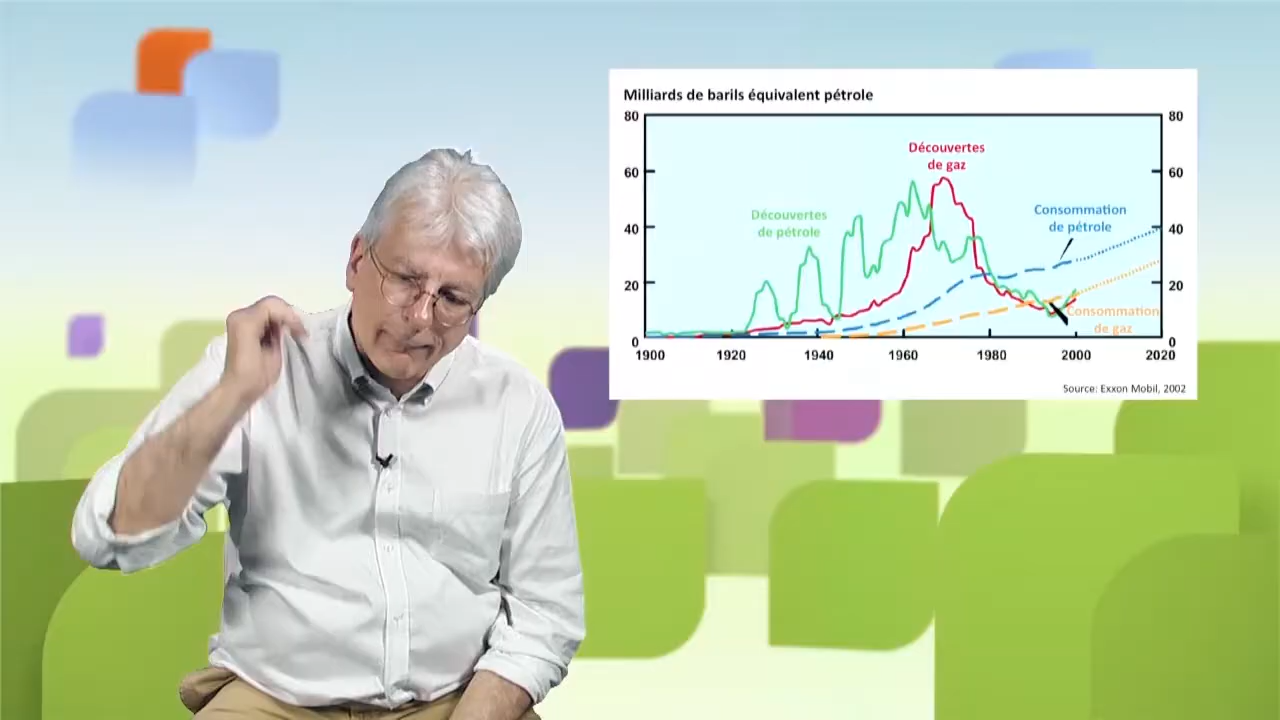 Milliards de barils équivalent pétrole
80
80
Découvertes
de gaz
60
60
Découvertes
de pétrole
Consommation
de pétrole
40
40
20
20
Consommation
de gaz
0
0
1900
1920
1940
1960
1980
2000
2020
Source: Exxon Mobil, 2002